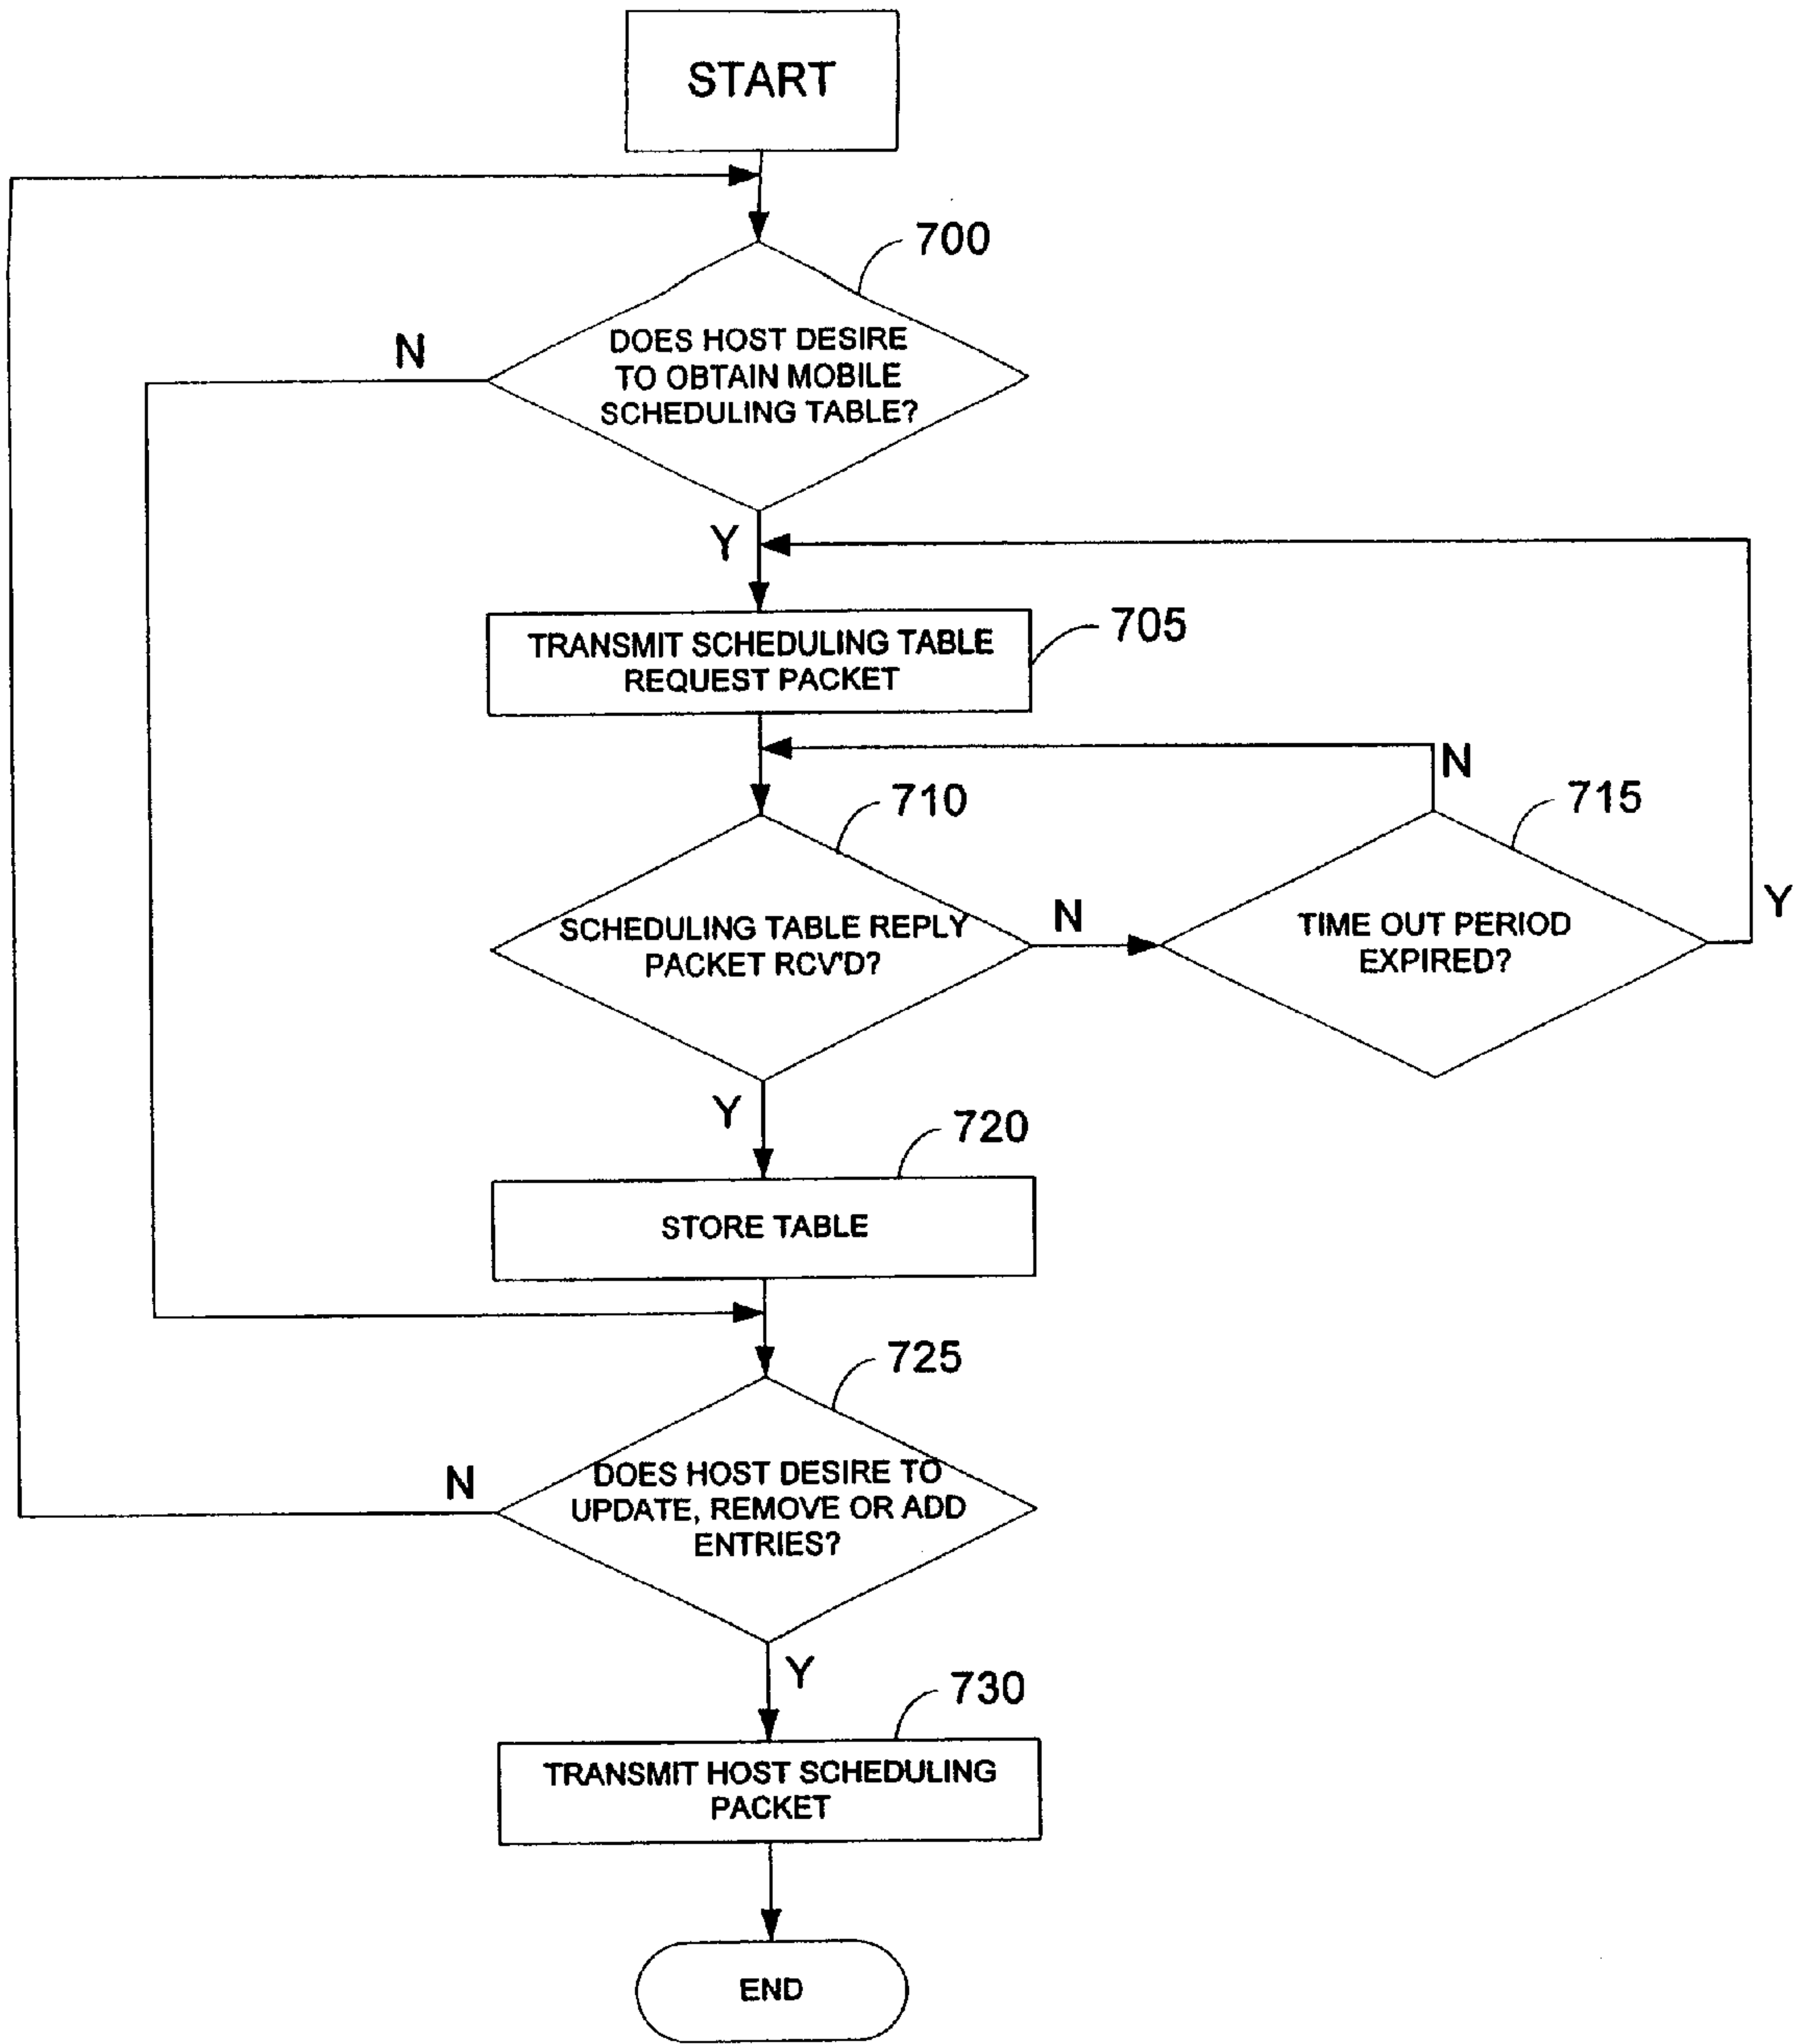 START
700
DOES HOST DESIRE
TO OBTAIN MOBILE
SCHEDULING TABLE?
N
Y
TRANSMIT SCHEDULING TABLE
REQUEST PACKET
705
N
710
715
SCHEDULING TABLE REPLY
PACKET RCV'D?
N
TIME OUT PERIOD
EXPIRED?
Y
Y
720
STORE TABLE
725
DOES HOST DESIRE TO
UPDATE, REMOVE OR ADD
ENTRIES?
N
Y
730
TRANSMIT HOST SCHEDULING
PACKET
END